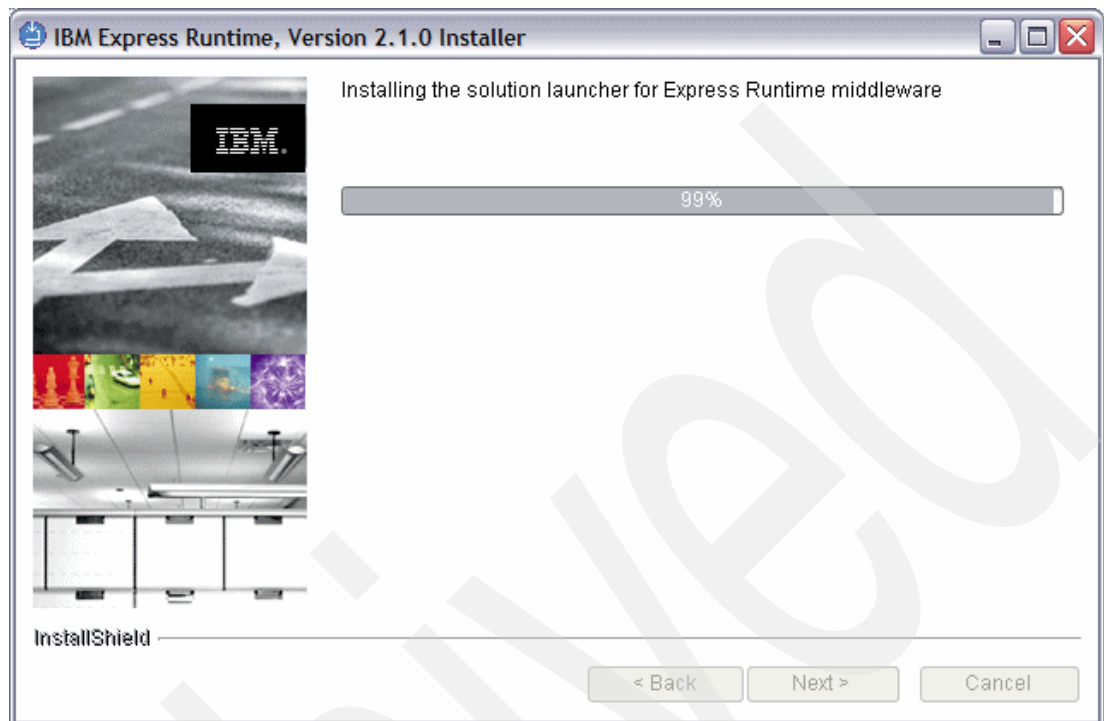 IBM Express Runtime, Version 2.1.0 Installer
Installing the solution launcher for Express Runtime middleware
IBM.
99%
InstallShield
< Back
Next >
Cancel